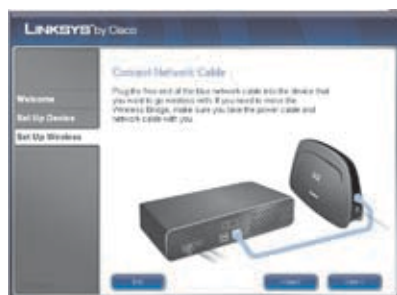 LINKSYS by Cisco
Connect Network Cable
Plug the free end of the blue network cable into the device that
you want to go wireless with. If you need to move the
Wireless Bridge, make sure you take the power cable and
network cable with you.
Welcome
Set Up Device
Set Up Wireless